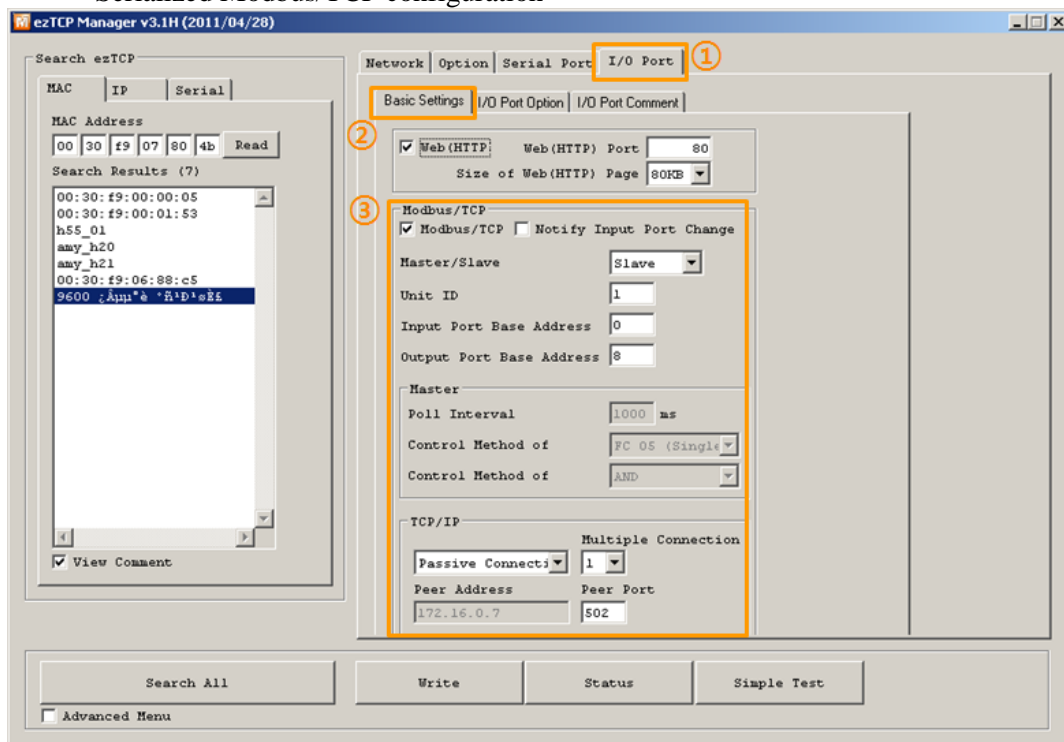 Serialized Modbus/TCP configuration
ezTCP Manager v3.1H (2011/04/28)
Search ezTCP
MAC IP Serial
MAC Address
00 30 f9 07 80 4b Read
Search Results (7)
00:30:f9:00:00:05
00:30:f9:00:01:53
h55_01
amy_h20
amy_h21
00:30:f9:06:88:c5
9600
View Comment
Network Option Serial Port I/O Port ①
Basic Settings I/O Port Option I/O Port Comment
②
Web(HTTP) Web(HTTP) Port 80
Size of Web(HTTP) Page 80KB
③
Modbus/TCP
Modbus/TCP Notify Input Port Change
Master/Slave Slave
Unit ID 1
Input Port Base Address 0
Output Port Base Address 8
Master
Poll Interval 1000 ms
Control Method of FC 05 (Single
Control Method of AND
TCP/IP
Multiple Connection
Passive Connecti 1
Peer Address Peer Port
172.16.0.7 502
Search All Write Status Simple Test
Advanced Menu